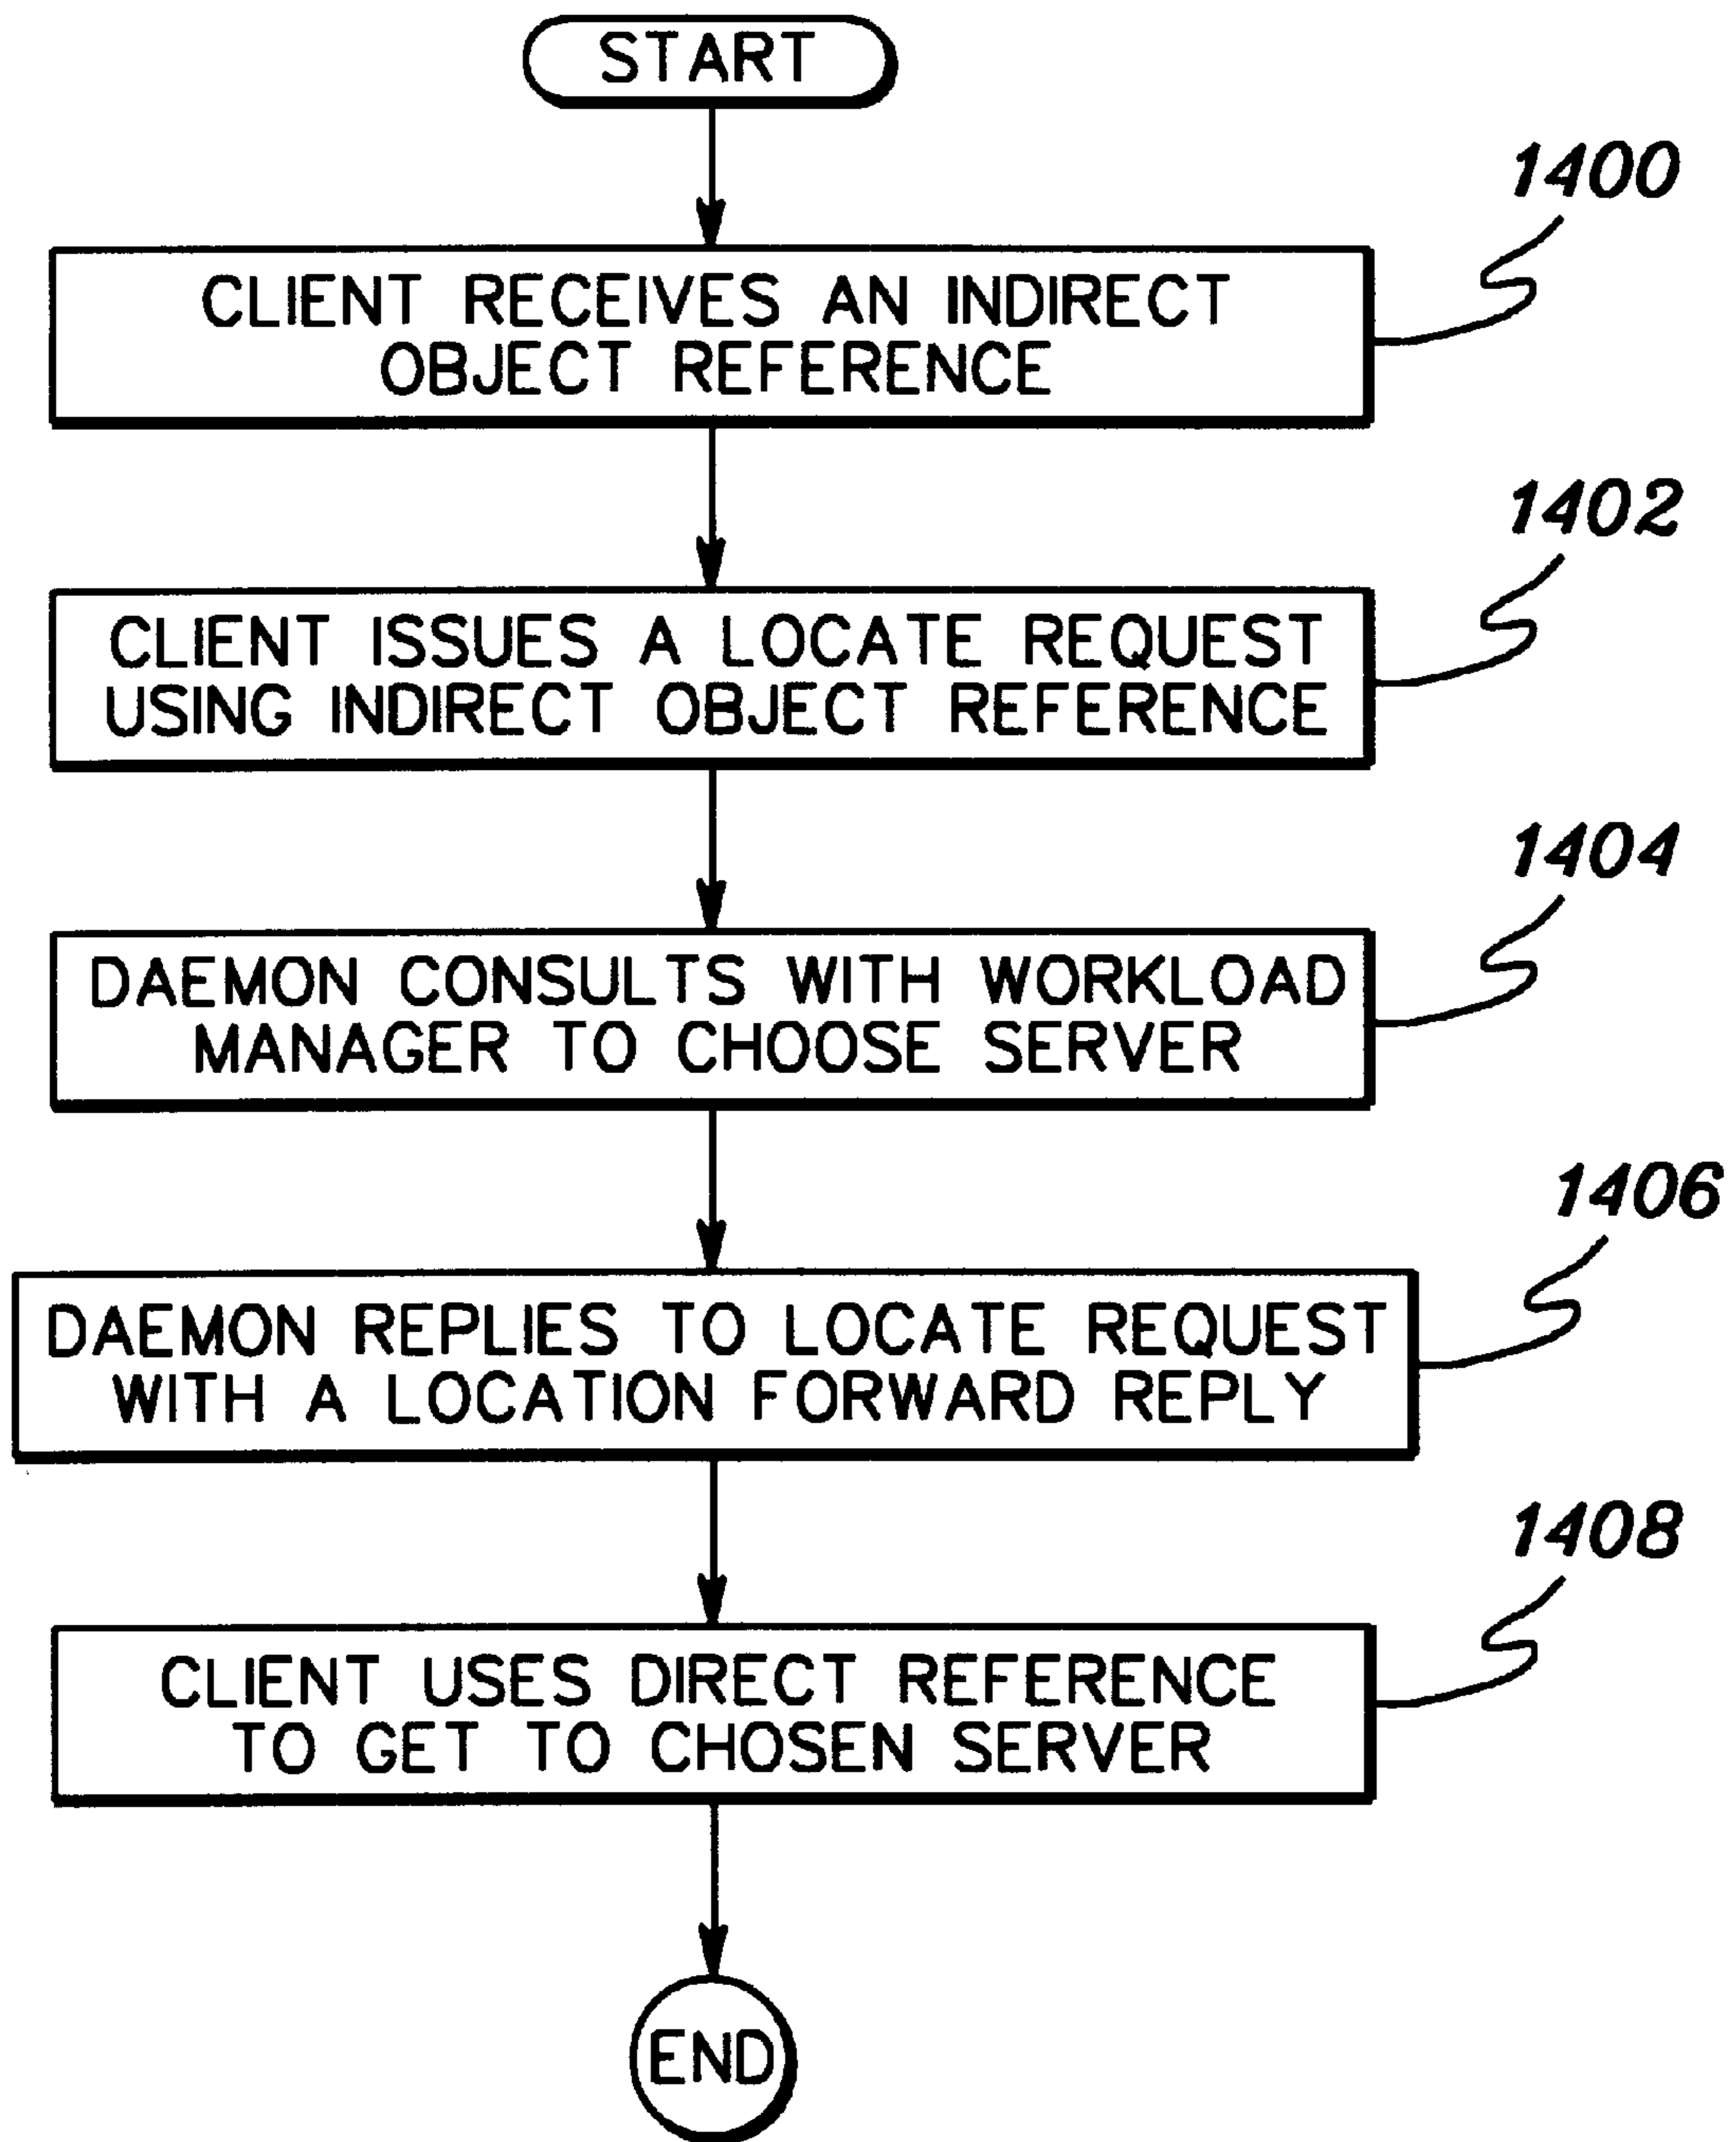 START
1400
CLIENT RECEIVES AN INDIRECT
OBJECT REFERENCE
1402
CLIENT ISSUES A LOCATE REQUEST
USING INDIRECT OBJECT REFERENCE
1404
DAEMON CONSULTS WITH WORKLOAD
MANAGER TO CHOOSE SERVER
1406
DAEMON REPLIES TO LOCATE REQUEST
WITH A LOCATION FORWARD REPLY
1408
CLIENT USES DIRECT REFERENCE
TO GET TO CHOSEN SERVER
END